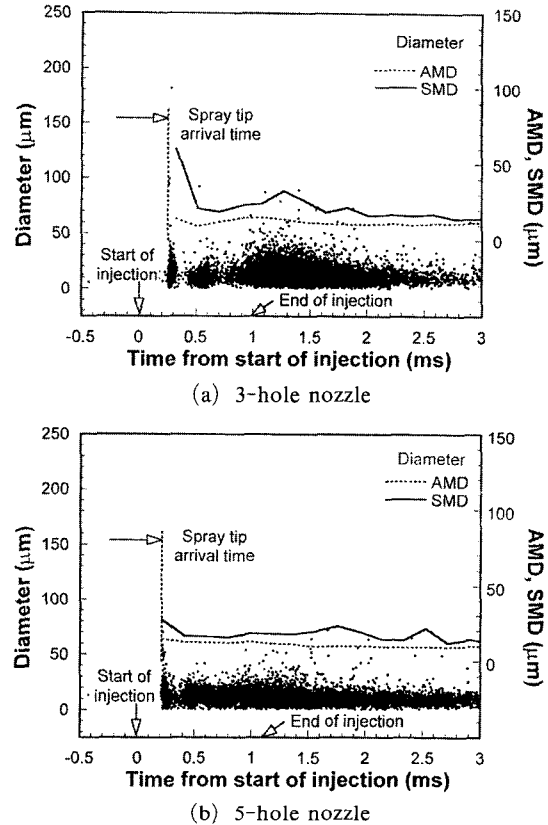 250
200
150
100
50
0
Diameter (μm)
150
100
50
0
AMD, SMD (μm)
Diameter
AMD
SMD
Spray tip
arrival time
Start of
injection
End of injection
-0.5 0 0.5 1 1.5 2 2.5 3
Time from start of injection (ms)
(a) 3-hole nozzle
250
200
150
100
50
0
Diameter (μm)
150
100
50
0
AMD, SMD (μm)
Diameter
AMD
SMD
Spray tip
arrival time
Start of
injection
End of injection
-0.5 0 0.5 1 1.5 2 2.5 3
Time from start of injection (ms)
(b) 5-hole nozzle